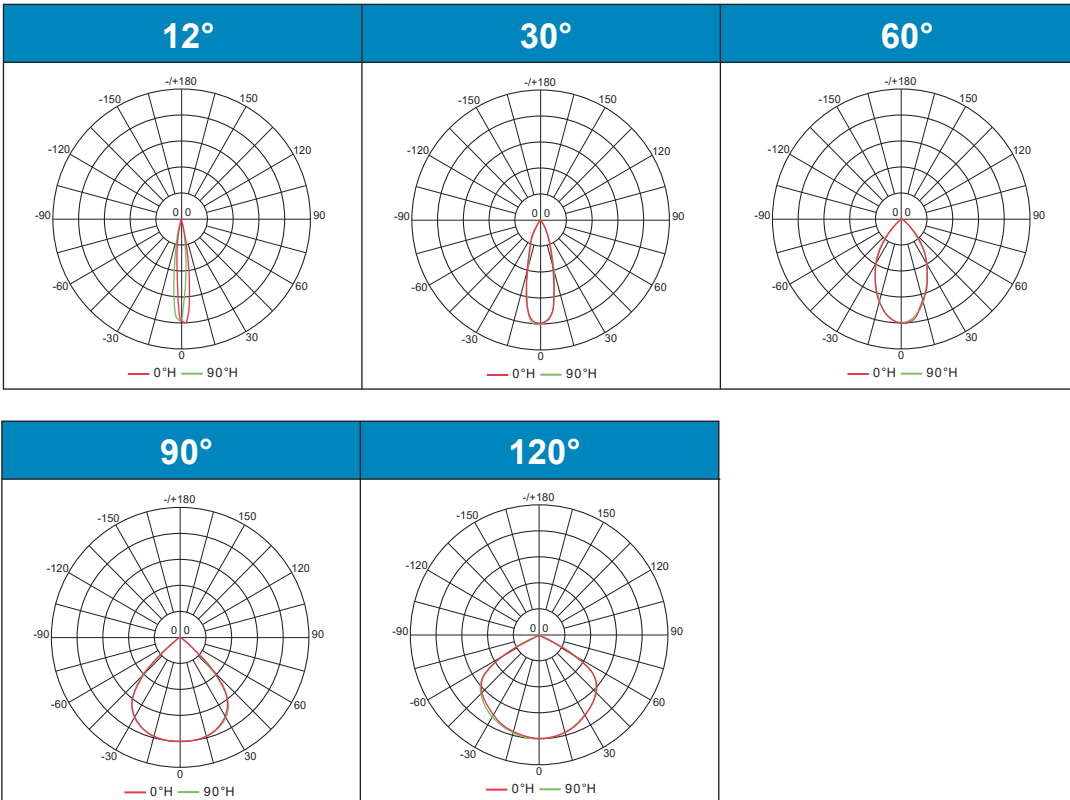 12° 30° 60°
-/+180 -/+180 -/+180
-150 150 -150 150 -150 150
-120 120 -120 120 -120 120
-90 0 0 90 -90 0 0 90 -90 0 0 90
-60 60 -60 60 -60 60
-30 30 -30 30 -30 30
0 0 0
0°H 90°H 0°H 90°H 0°H 90°H
90° 120°
-/+180 -/+180
-150 150 -150 150
-120 120 -120 120
-90 0 0 90 -90 0 0 90
-60 60 -60 60
-30 30 -30 30
0 0
0°H 90°H 0°H 90°H